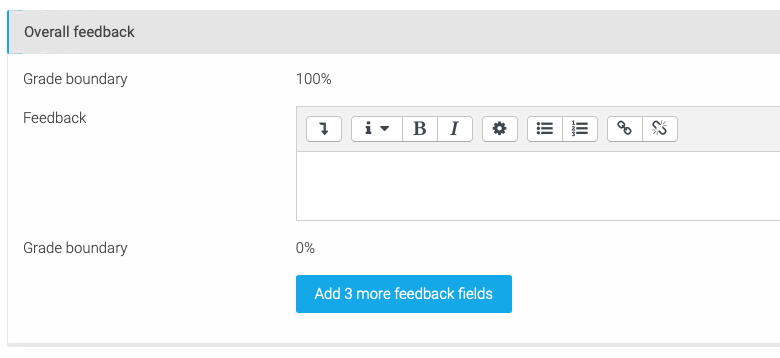 Overall feedback
Grade boundary 100%
Feedback
B I
Grade boundary 0%
Add 3 more feedback fields